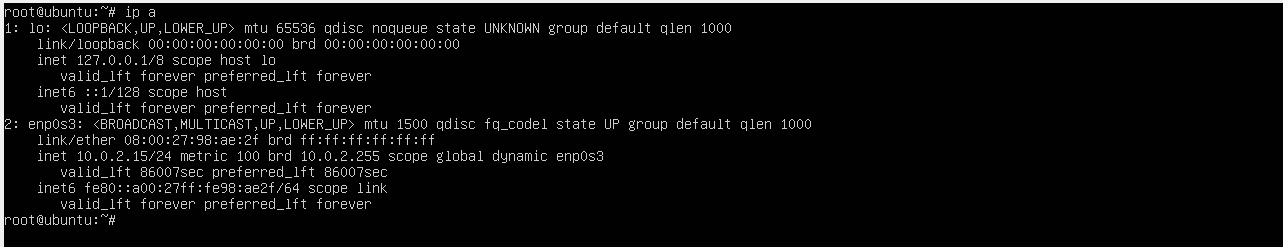 root@ubuntu:~# ip a
1: lo: <LOOPBACK,UP,LOWER_UP> mtu 65536 qdisc noqueue state UNKNOWN group default qlen 1000
    link/loopback 00:00:00:00:00:00 brd 00:00:00:00:00:00
    inet 127.0.0.1/8 scope host lo
       valid_lft forever preferred_lft forever
    inet6 ::1/128 scope host
       valid_lft forever preferred_lft forever
2: enp0s3: <BROADCAST,MULTICAST,UP,LOWER_UP> mtu 1500 qdisc fq_codel state UP group default qlen 1000
    link/ether 08:00:27:98:ae:2f brd ff:ff:ff:ff:ff:ff
    inet 10.0.2.15/24 metric 100 brd 10.0.2.255 scope global dynamic enp0s3
       valid_lft 86007sec preferred_lft 86007sec
    inet6 fe80::a00:27ff:fe98:ae2f/64 scope link
       valid_lft forever preferred_lft forever
root@ubuntu:~#